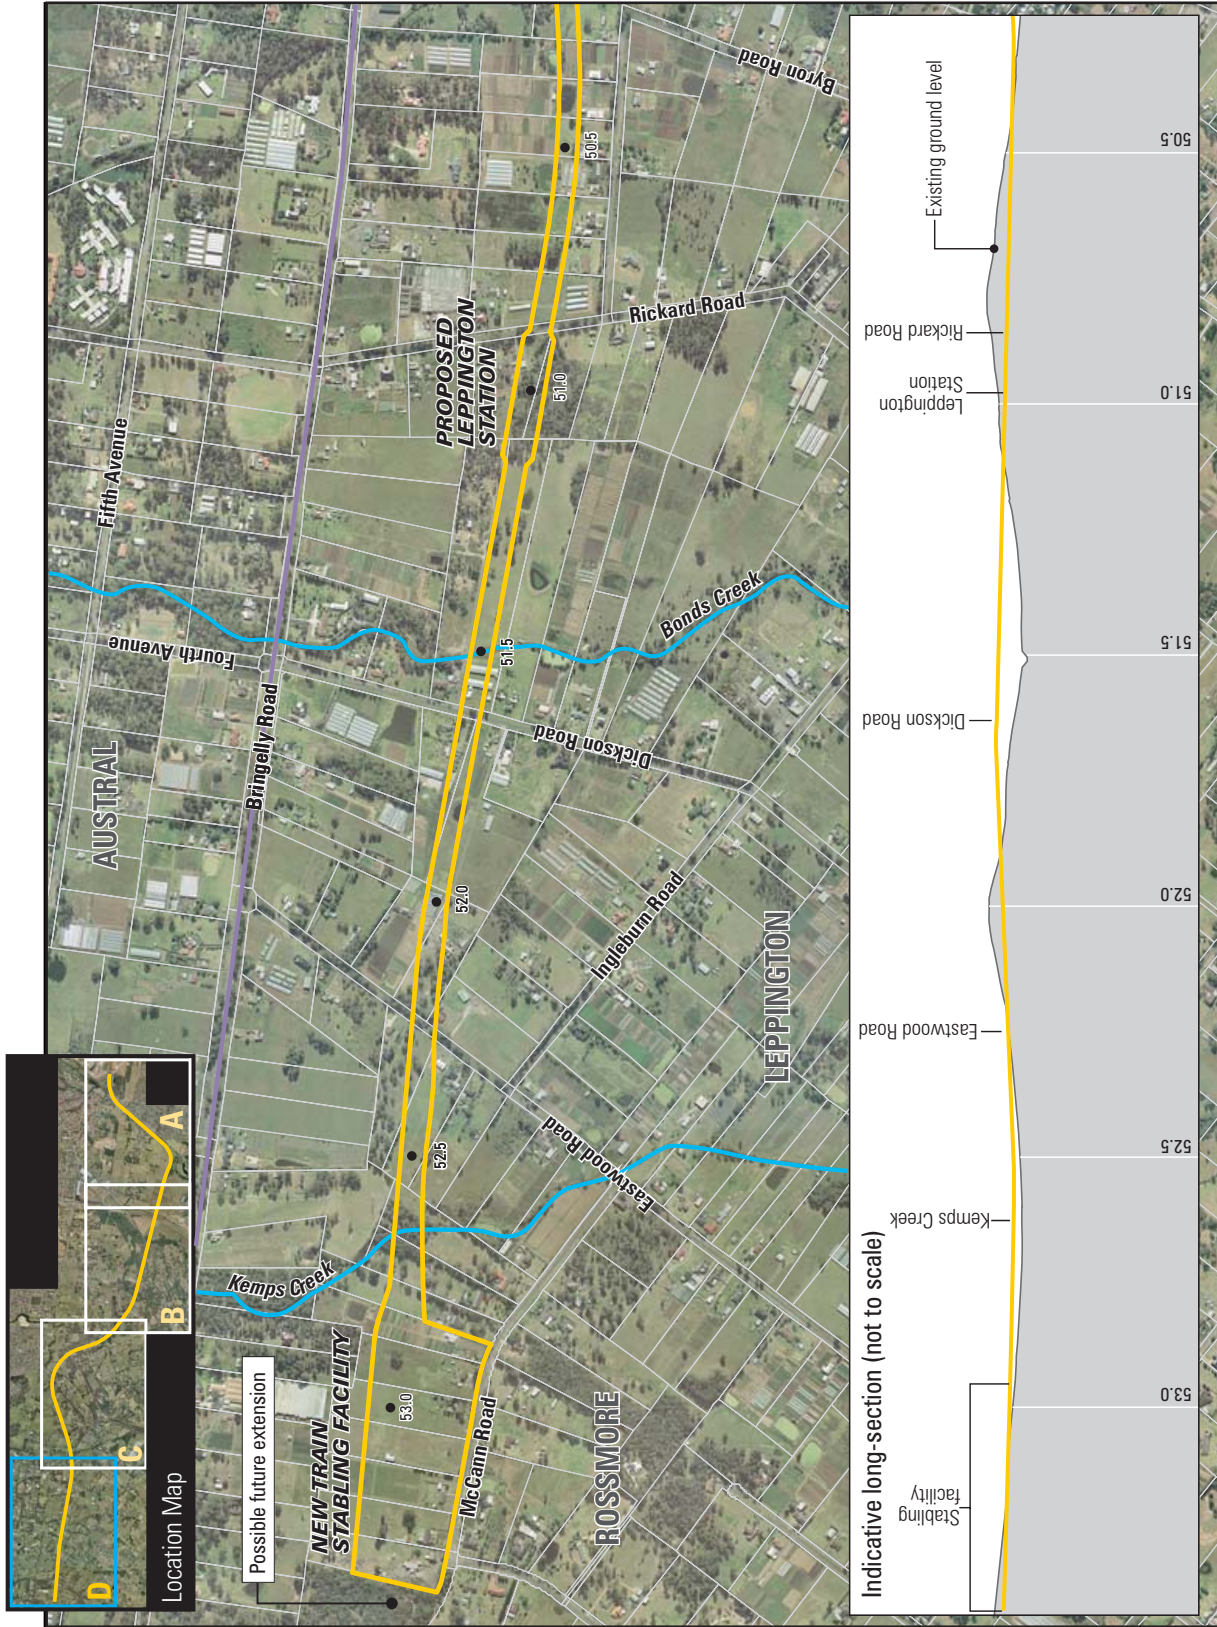 Location Map
A
B
C
D
AUSTRAL
Fifth Avenue
Fourth Avenue
Bringelly Road
Kemps Creek
Possible future extension
NEW TRAIN
STABLING FACILITY
PROPOSED
LEPPINGTON
STATION
53.0
52.5
52.0
51.5
51.0
50.5
McCann Road
ROSSMORE
Eastwood Road
Ingleburn Road
LEPPINGTON
Dickson Road
Bonds Creek
Rickard Road
Byron Road
Indicative long-section (not to scale)
Stabling
facility
Kemps Creek
Eastwood Road
Dickson Road
Leppington
Station
Rickard Road
Existing ground level
53.0
52.5
52.0
51.5
51.0
50.5